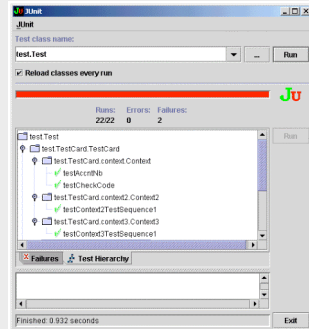 JUnit
JUnit
Test class name:
test.Test
...
Run
Reload classes every run
JU
Runs: Errors: Failures:
22/22 0 2
Run
test.Test
test.TestCard.TestCard
test.TestCard.context.Context
testAccntNb
testCheckCode
test.TestCard.context2.Context2
testContext2TestSequence1
test.TestCard.context3.Context3
testContext3TestSequence1
Failures Test Hierarchy
Finished: 0.932 seconds
Exit